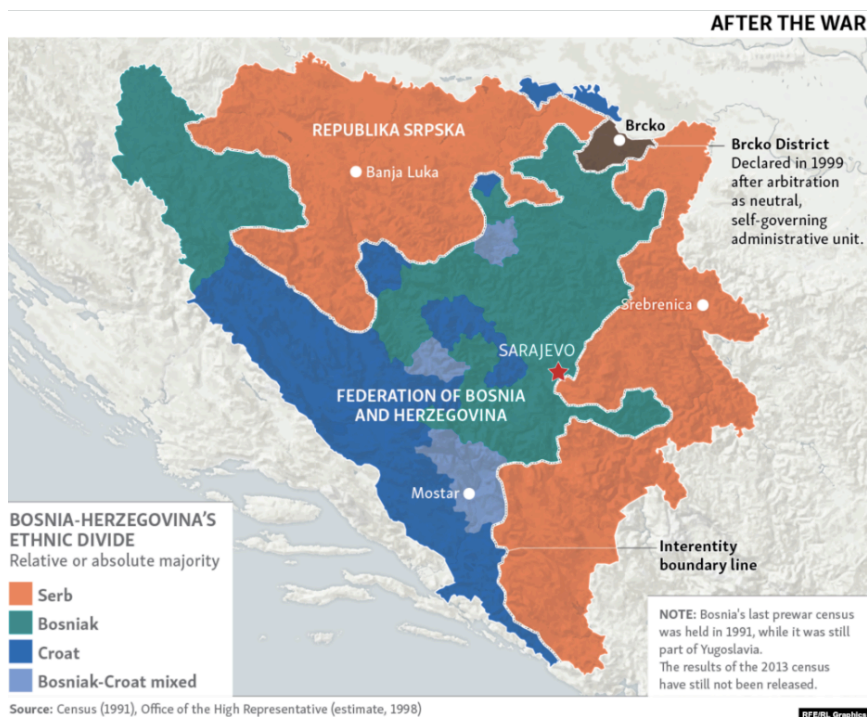 AFTER THE WAR
REPUBLIKA SRPSKA
Banja Luka
Brcko
Brcko District
Declared in 1999
after arbitration
as neutral,
self-governing
administrative unit.
Srebrenica
SARAJEVO
FEDERATION OF BOSNIA
AND HERZEGOVINA
Mostar
Interentity
boundary line
BOSNIA-HERZEGOVINA'S
ETHNIC DIVIDE
Relative or absolute majority
Serb
Bosniak
Croat
Bosniak-Croat mixed
NOTE: Bosnia's last prewar census
was held in 1991, while it was still
part of Yugoslavia.
The results of the 2013 census
have still not been released.
Source: Census (1991), Office of the High Representative (estimate, 1998)
RFE/RL Graphics